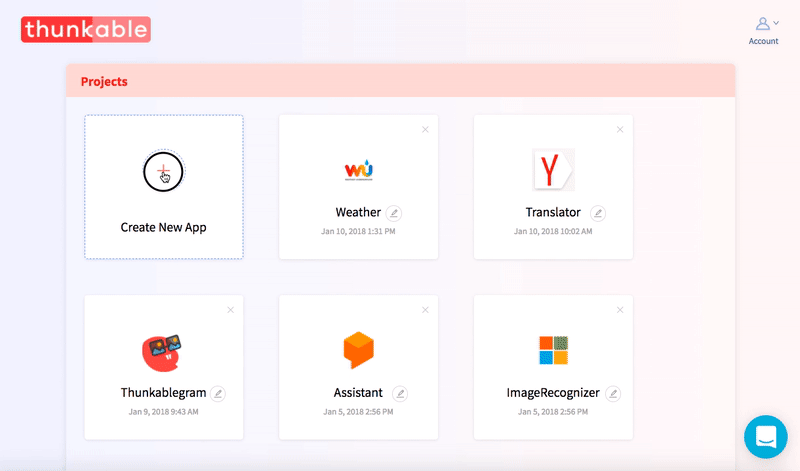 thunkable
Account
Projects
Create New App
Weather
Jan 10, 2018 1:31 PM
Translator
Jan 10, 2018 10:02 AM
Thunkablegram
Jan 9, 2018 9:43 AM
Assistant
Jan 5, 2018 2:56 PM
ImageRecognizer
Jan 5, 2018 2:56 PM